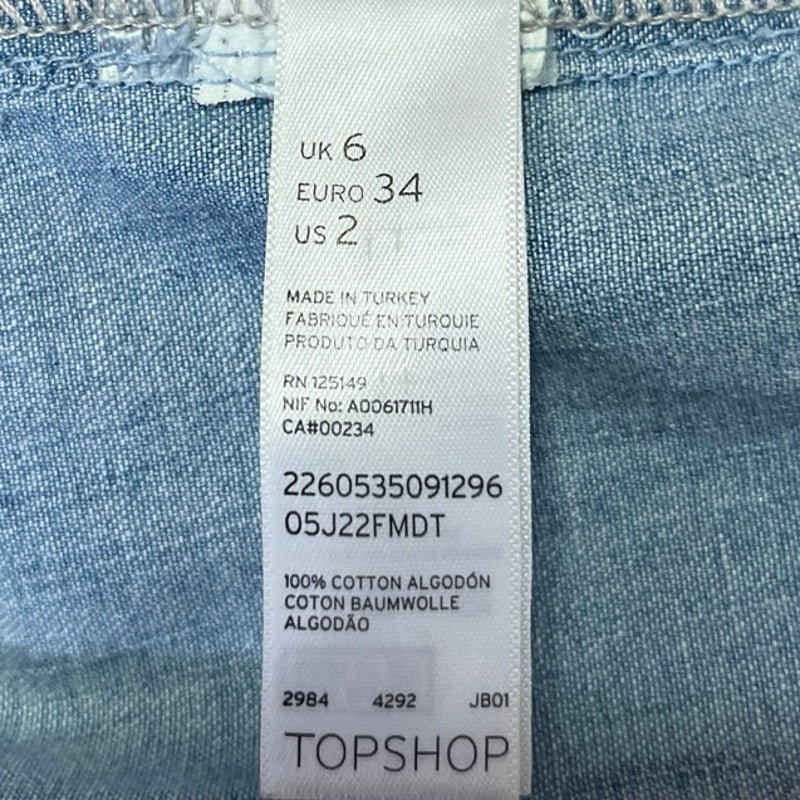 UK 6
EURO 34
US 2
MADE IN TURKEY
FABRIQUÉ EN TURQUIE
PRODUTO DA TURQUIA
RN 125149
NIF No: A0061711H
CA#00234
2260535091296
05J22FMDT
100% COTTON ALGODÓN
COTON BAUMWOLLE
ALGODÃO
2984 4292 JB01
TOPSHOP